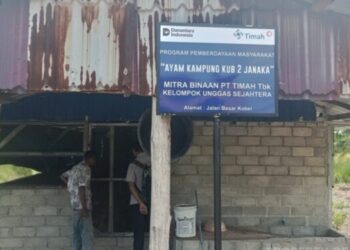 Danantara
Indonesia
Timah
PROGRAM PEMBERDAYAAN MASYARAKAT
"AYAM KAMPUNG KUB 2 JANAKA"
MITRA BINAAN PT TIMAH Tbk
KELOMPOK UNGGAS SEJAHTERA
Alamat : Jalan Besar Kobel